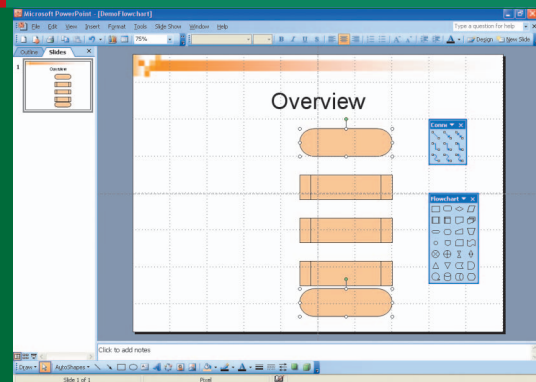 Microsoft PowerPoint - [DemoFlowchart]
File Edit View Insert Format Tools Slide Show Window Help
Type a question for help
75%
B I U S
Design New Slide
Outline Slides
1
Overview
Overview
Conne
Flowchart
Click to add notes
Draw AutoShapes
Slide 1 of 1 Pixel